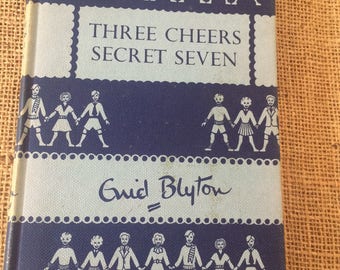 THREE CHEERS
SECRET SEVEN
Enid Blyton